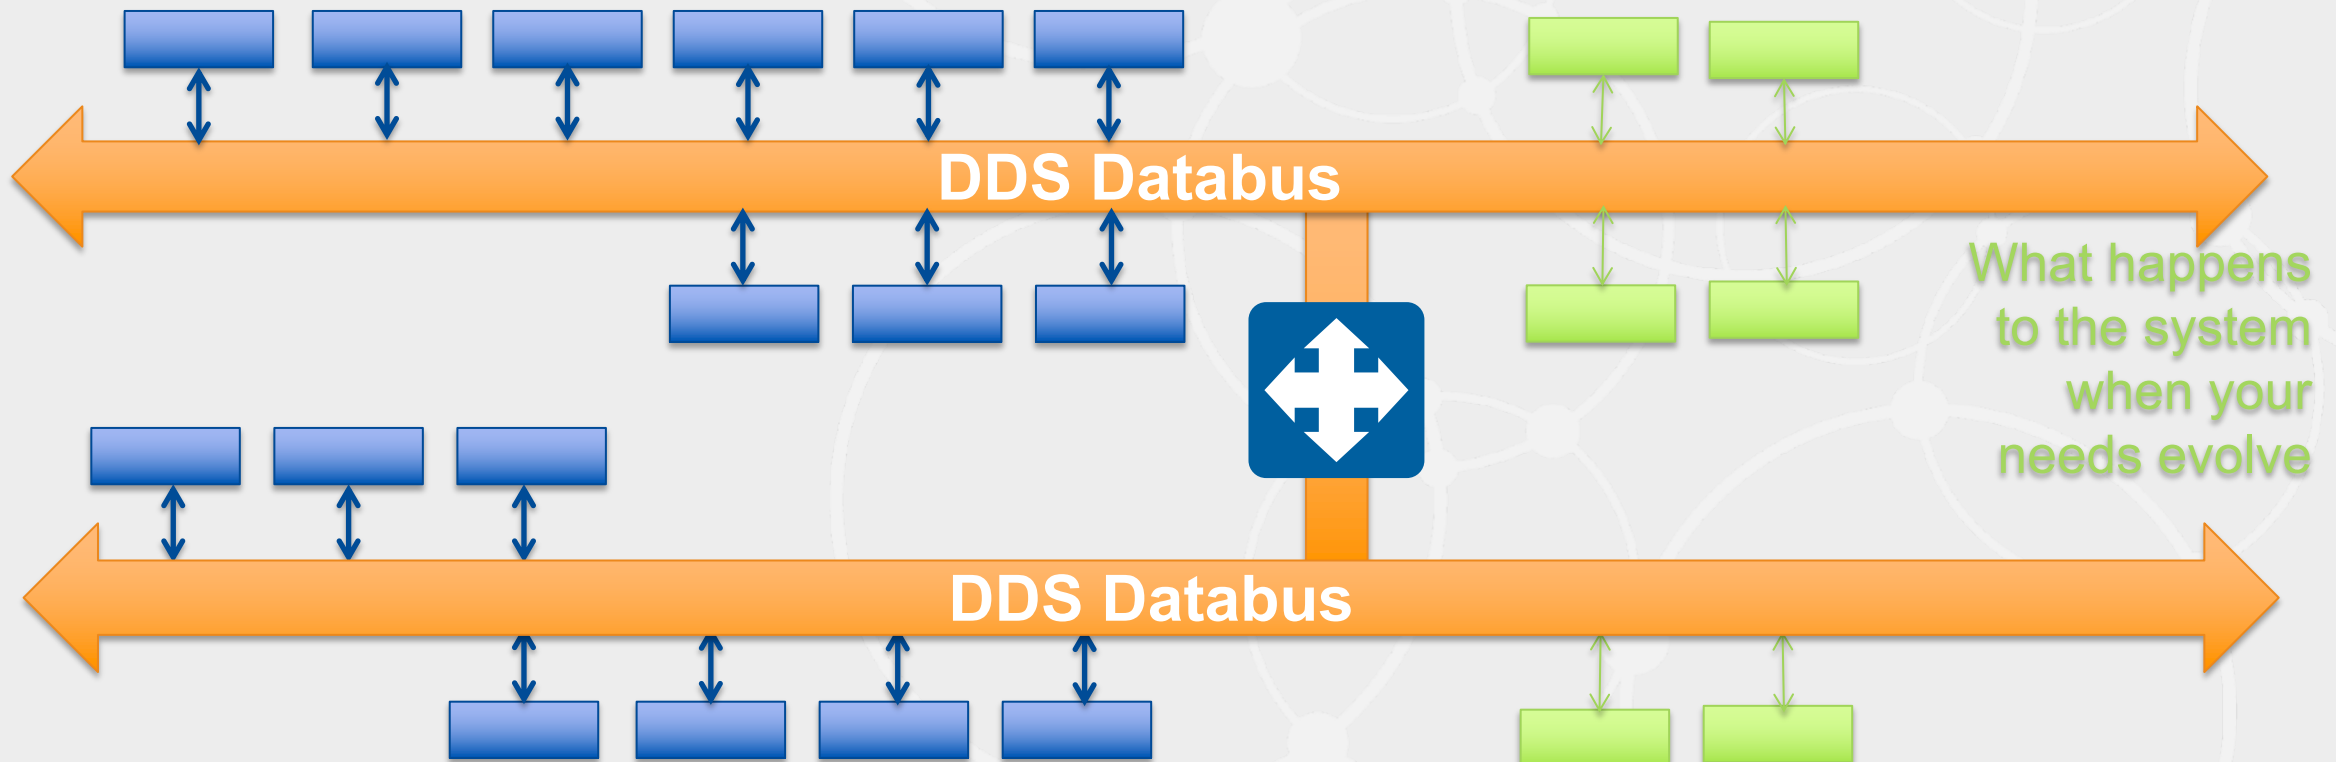 DDS Databus
What happens
to the system
when your
needs evolve
DDS Databus